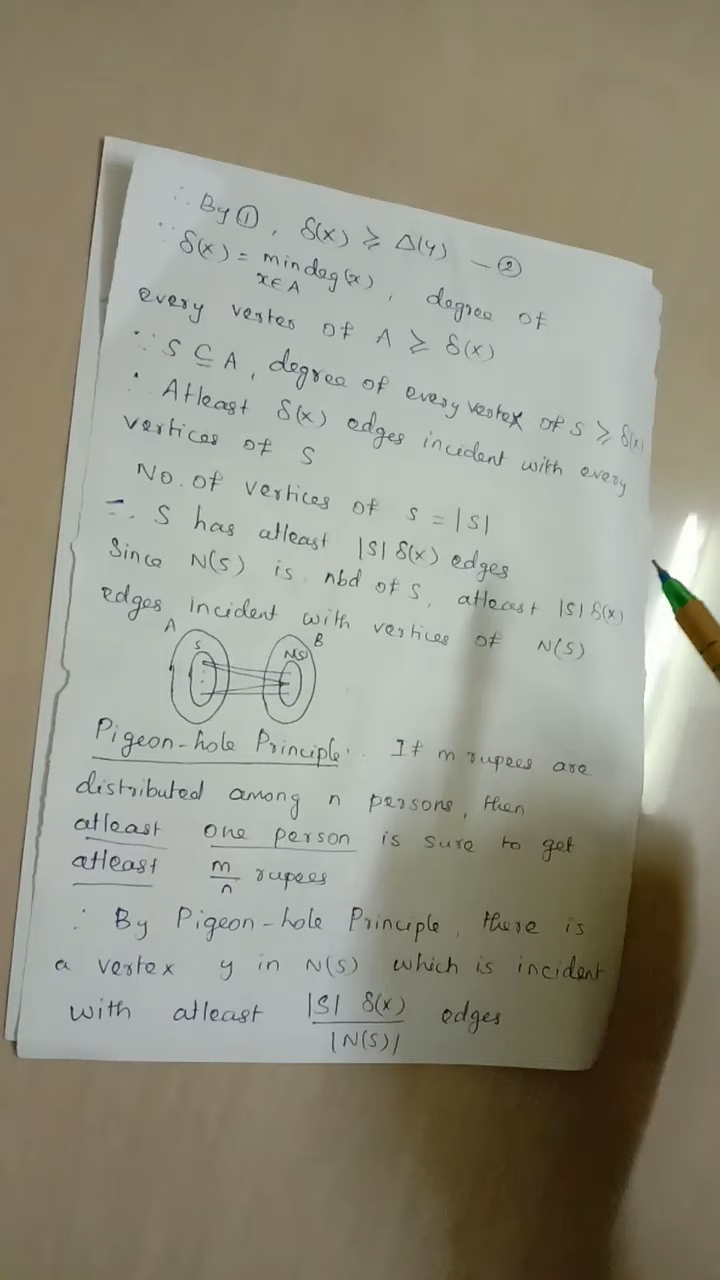 ∴ By ①, δ(x) ⩾ Δ(y) — ②
∵ δ(x) = min deg(x), degree of
x∈A
every vertex of A ⩾ δ(x)
∵ S ⊆ A, degree of every vertex of S ⩾ δ(x)
∴ Atleast δ(x) edges incident with every
vertices of S
No. of vertices of S = |S|
∴ S has atleast |S| δ(x) edges
Since N(S) is nbd of S, atleast |S| δ(x)
edges incident with vertices of N(S)
A S N(S) B
Pigeon-hole Principle: If m rupees are
distributed among n persons, then
atleast one person is sure to get
atleast m/n rupees
∴ By Pigeon-hole Principle, there is
a vertex y in N(S) which is incident
with atleast |S| δ(x) / |N(S)| edges